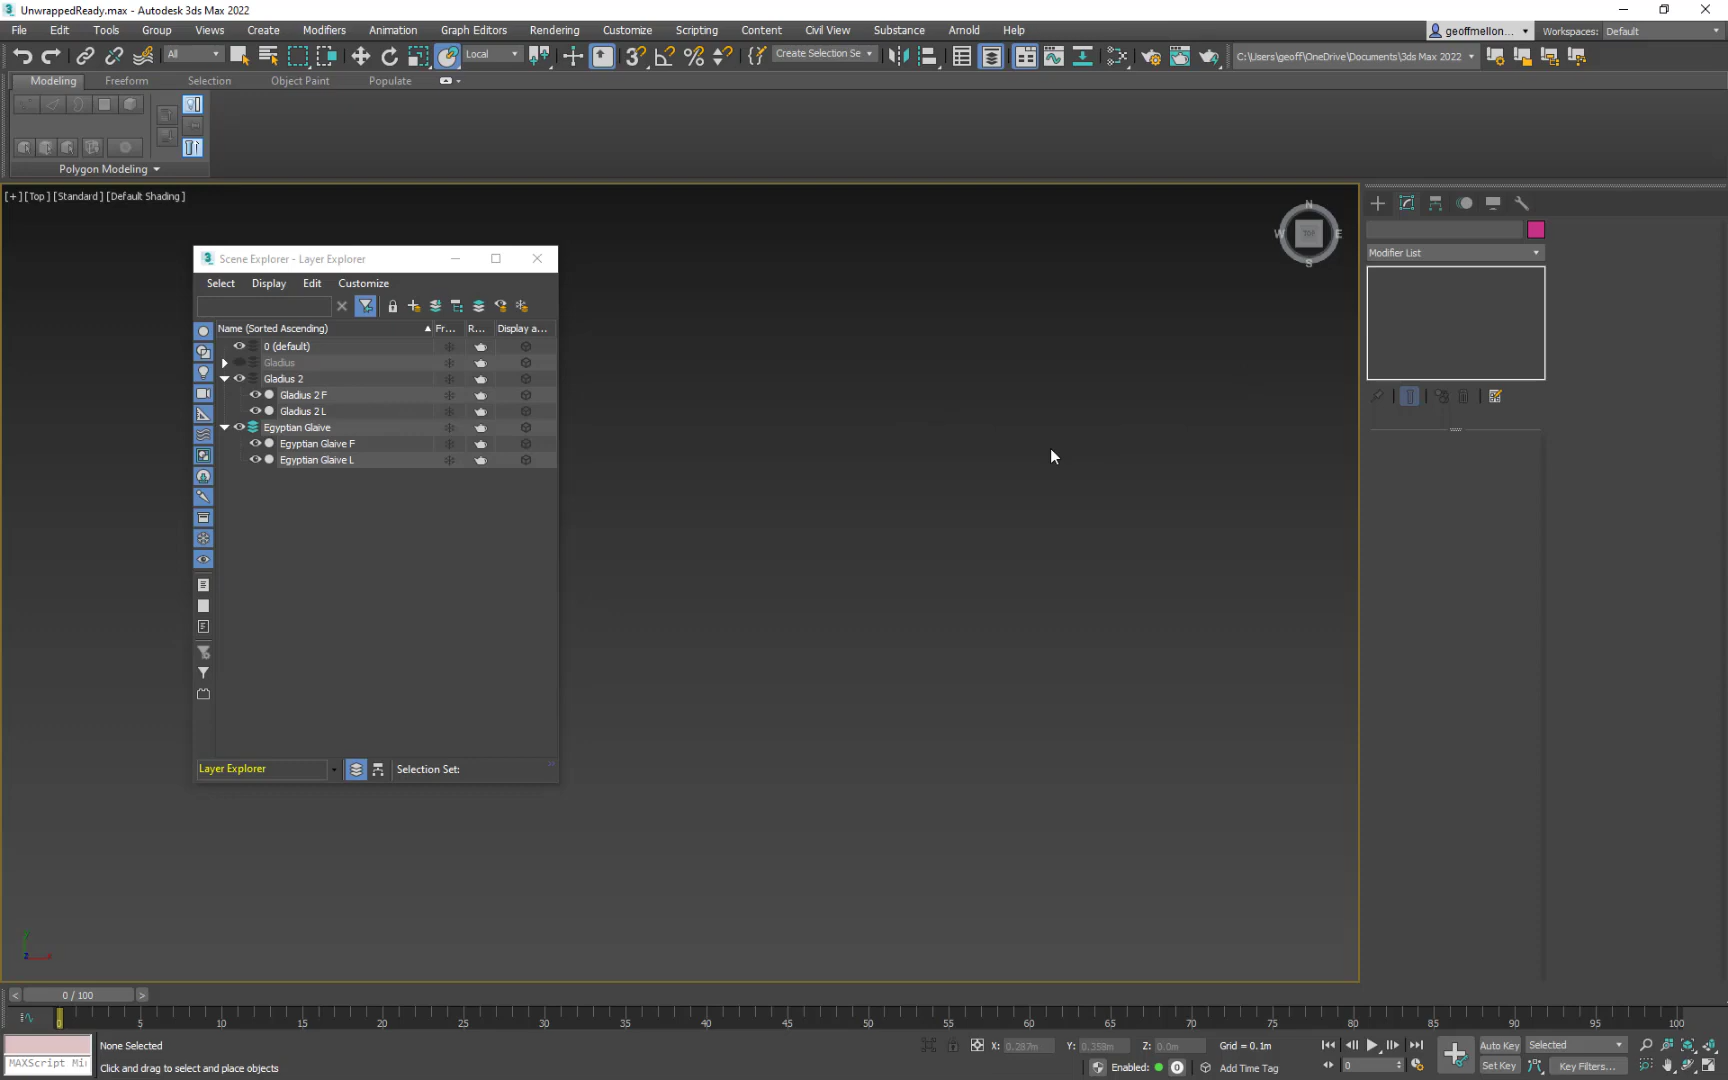 UnwrappedReady.max - Autodesk 3ds Max 2022
File Edit Tools Group Views Create Modifiers Animation Graph Editors Rendering Customize Scripting Content Civil View Substance Arnold Help
geoffmellon... Workspaces: Default
All Local Create Selection Se C:\Users\geoff\OneDrive\Documents\3ds Max 2022
Modeling Freeform Selection Object Paint Populate
Polygon Modeling
[+] [Top] [Standard] [Default Shading]
N
W TOP E
S
Modifier List
Scene Explorer - Layer Explorer
Select Display Edit Customize
Name (Sorted Ascending) Fr... R... Display a...
0 (default)
Gladius
Gladius 2
Gladius 2 F
Gladius 2 L
Egyptian Glaive
Egyptian Glaive F
Egyptian Glaive L
Layer Explorer Selection Set:
0 / 100
5 10 15 20 25 30 35 40 45 50 55 60 65 70 75 80 85 90 95 100
None Selected X: 0.287m Y: 0.359m Z: 0.0m Grid = 0.1m Auto Key Selected
MAXScript Mi Click and drag to select and place objects Enabled: Add Time Tag 0 Set Key Key Filters...